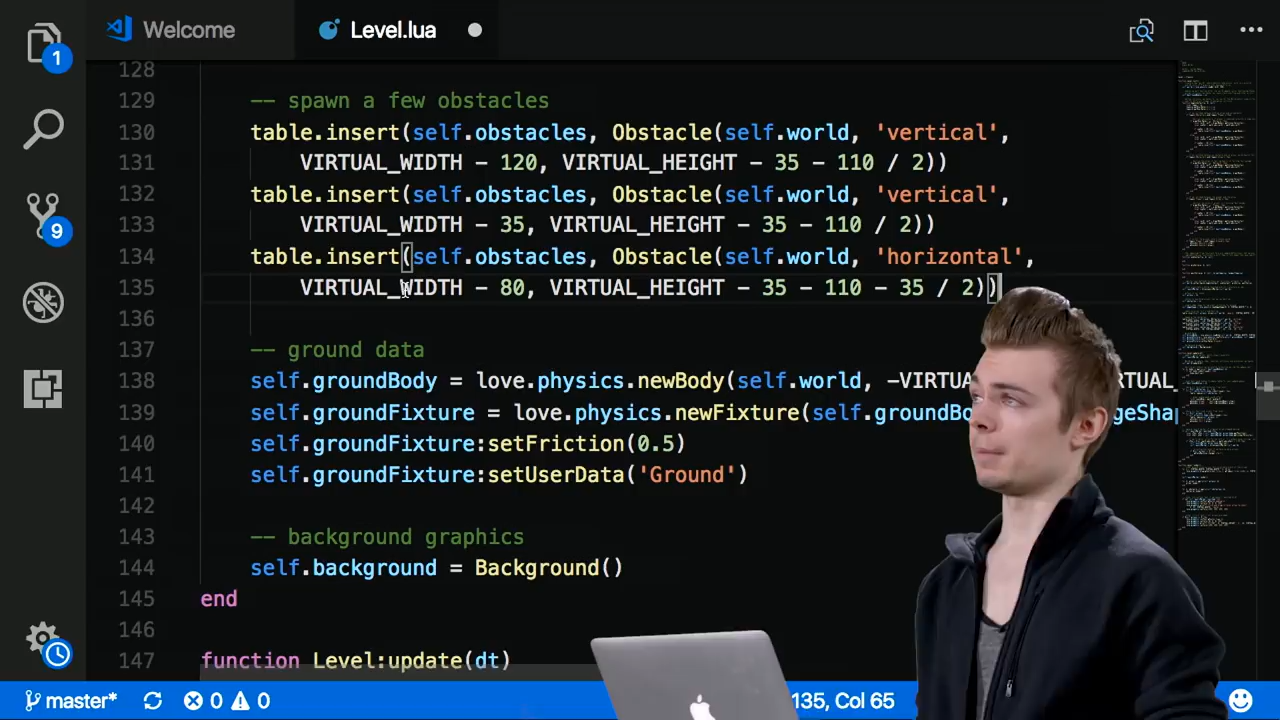 Welcome
Level.lua
1
128
129 -- spawn a few obstacles
130 table.insert(self.obstacles, Obstacle(self.world, 'vertical',
131 VIRTUAL_WIDTH - 120, VIRTUAL_HEIGHT - 35 - 110 / 2))
132 table.insert(self.obstacles, Obstacle(self.world, 'vertical',
133 VIRTUAL_WIDTH - 35, VIRTUAL_HEIGHT - 35 - 110 / 2))
134 table.insert(self.obstacles, Obstacle(self.world, 'horizontal',
135 VIRTUAL_WIDTH - 80, VIRTUAL_HEIGHT - 35 - 110 - 35 / 2))
136
137 -- ground data
138 self.groundBody = love.physics.newBody(self.world, -VIRTUA
139 self.groundFixture = love.physics.newFixture(self.groundBo geShap
140 self.groundFixture:setFriction(0.5)
141 self.groundFixture:setUserData('Ground')
142
143 -- background graphics
144 self.background = Background()
145 end
146
147 function Level:update(dt)
9
master*
0
0
135, Col 65